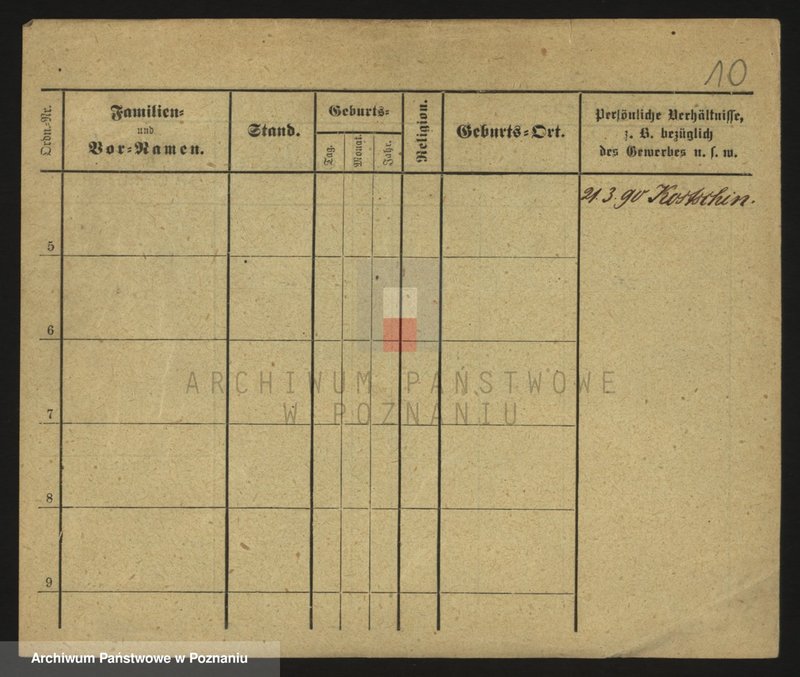 10
Ordn.-Nr.
Familien-
und
Vor-Namen.
Stand.
Geburts-
Tag.
Monat.
Jahr.
Religion.
Geburts-Ort.
Persönliche Verhältnisse,
z. B. bezüglich
des Gewerbes u. s. w.
21.3.90 Kostschin.
5
6
7
8
9
ARCHIWUM PAŃSTWOWE
W POZNANIU
Archiwum Państwowe w Poznaniu